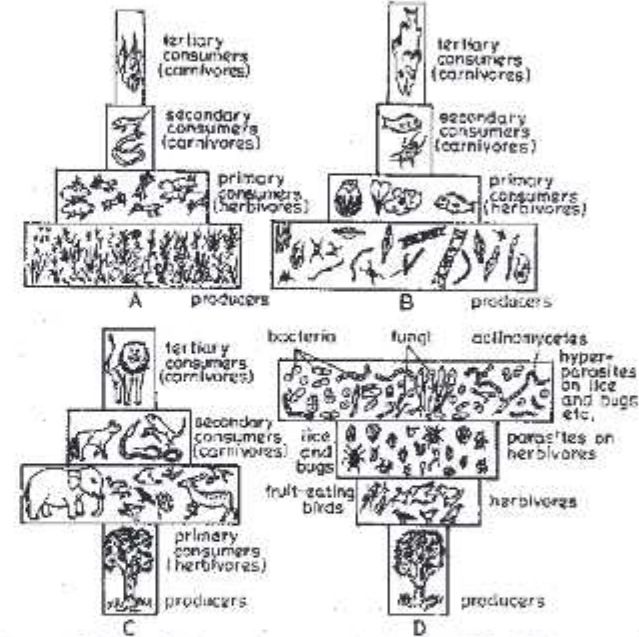 tertiary
consumers
(carnivores)
secondary
consumers
(carnivores)
primary
consumers
(herbivores)
producers
A
tertiary
consumers
(carnivores)
secondary
consumers
(carnivores)
primary
consumers
(herbivores)
producers
B
tertiary
consumers
(carnivores)
secondary
consumers
(carnivores)
primary
consumers
(herbivores)
producers
C
bacteria
fungi
actinomycetes
hyper-
parasites
on lice
and bugs
etc.
lice
and
bugs
parasites on
herbivores
fruit-eating
birds
herbivores
producers
D